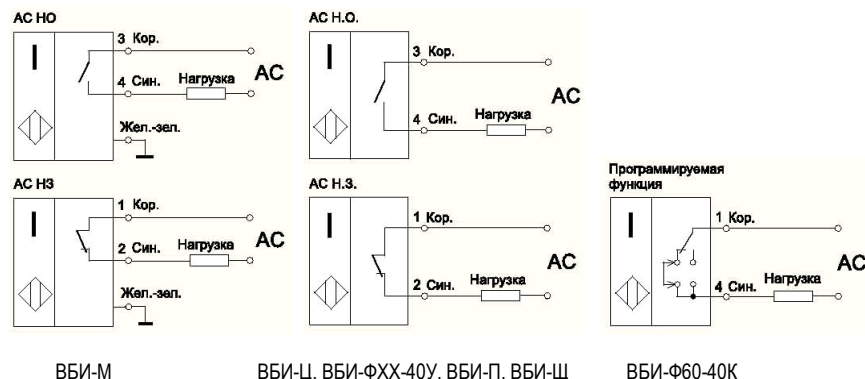 АС НО
3 Кор.
4 Син. Нагрузка
АС
Жел.-зел.
АС Н.О.
3 Кор.
4 Син. Нагрузка
АС
АС НЗ
1 Кор.
2 Син. Нагрузка
АС
Жел.-зел.
АС Н.З.
1 Кор.
2 Син. Нагрузка
АС
Программируемая
функция
1 Кор.
4 Син. Нагрузка
АС
ВБИ-М ВБИ-Ц, ВБИ-ФХХ-40У, ВБИ-П, ВБИ-Щ ВБИ-Ф60-40К